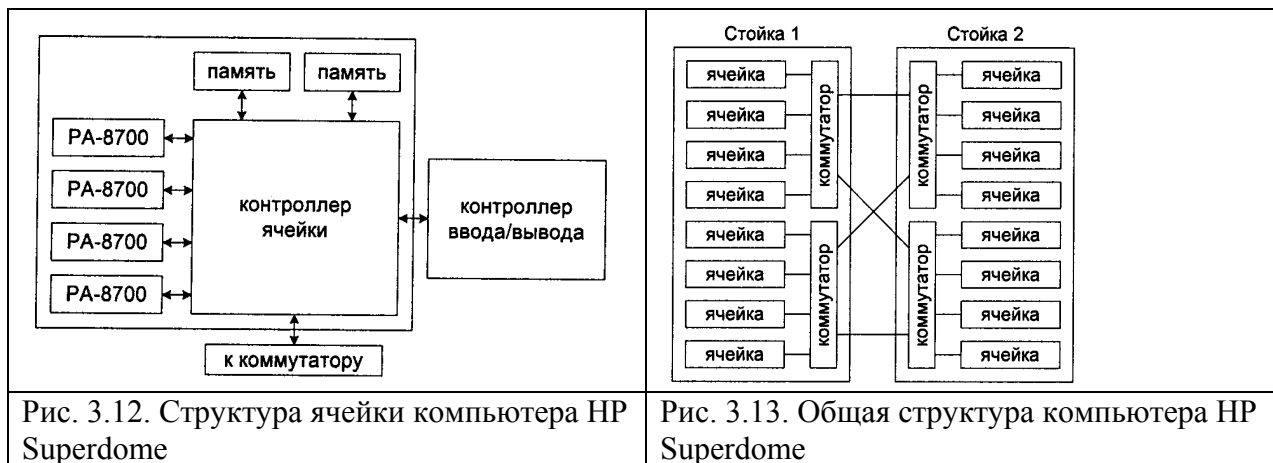 память память
PA-8700
PA-8700
PA-8700
PA-8700
контроллер
ячейки
контроллер
ввода/вывода
к коммутатору
Рис. 3.12. Структура ячейки компьютера HP
Superdome
Стойка 1
ячейка
ячейка
ячейка
ячейка
коммутатор
ячейка
ячейка
ячейка
ячейка
коммутатор
Стойка 2
коммутатор
ячейка
ячейка
ячейка
ячейка
коммутатор
ячейка
ячейка
ячейка
ячейка
Рис. 3.13. Общая структура компьютера HP
Superdome